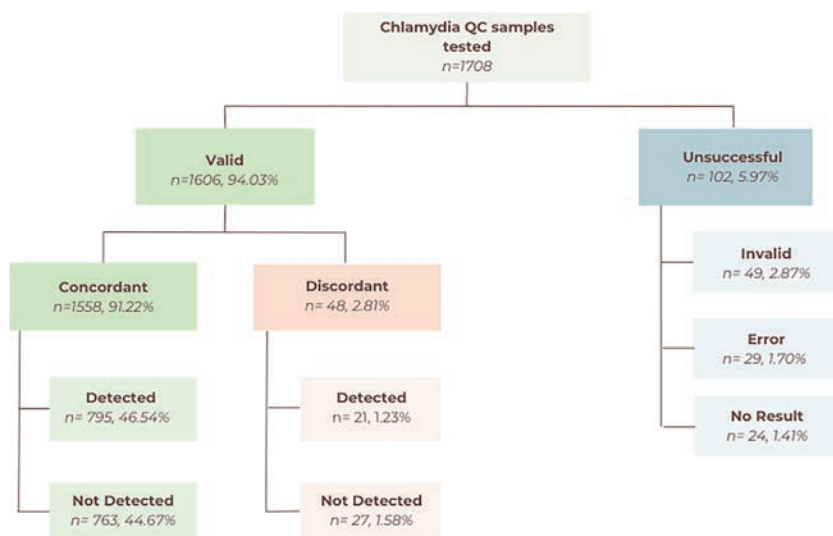 Chlamydia QC samples
tested
n=1708
Valid
n=1606, 94.03%
Unsuccessful
n= 102, 5.97%
Concordant
n=1558, 91.22%
Discordant
n= 48, 2.81%
Invalid
n= 49, 2.87%
Error
n= 29, 1.70%
Detected
n= 795, 46.54%
Detected
n= 21, 1.23%
No Result
n= 24, 1.41%
Not Detected
n= 763, 44.67%
Not Detected
n= 27, 1.58%